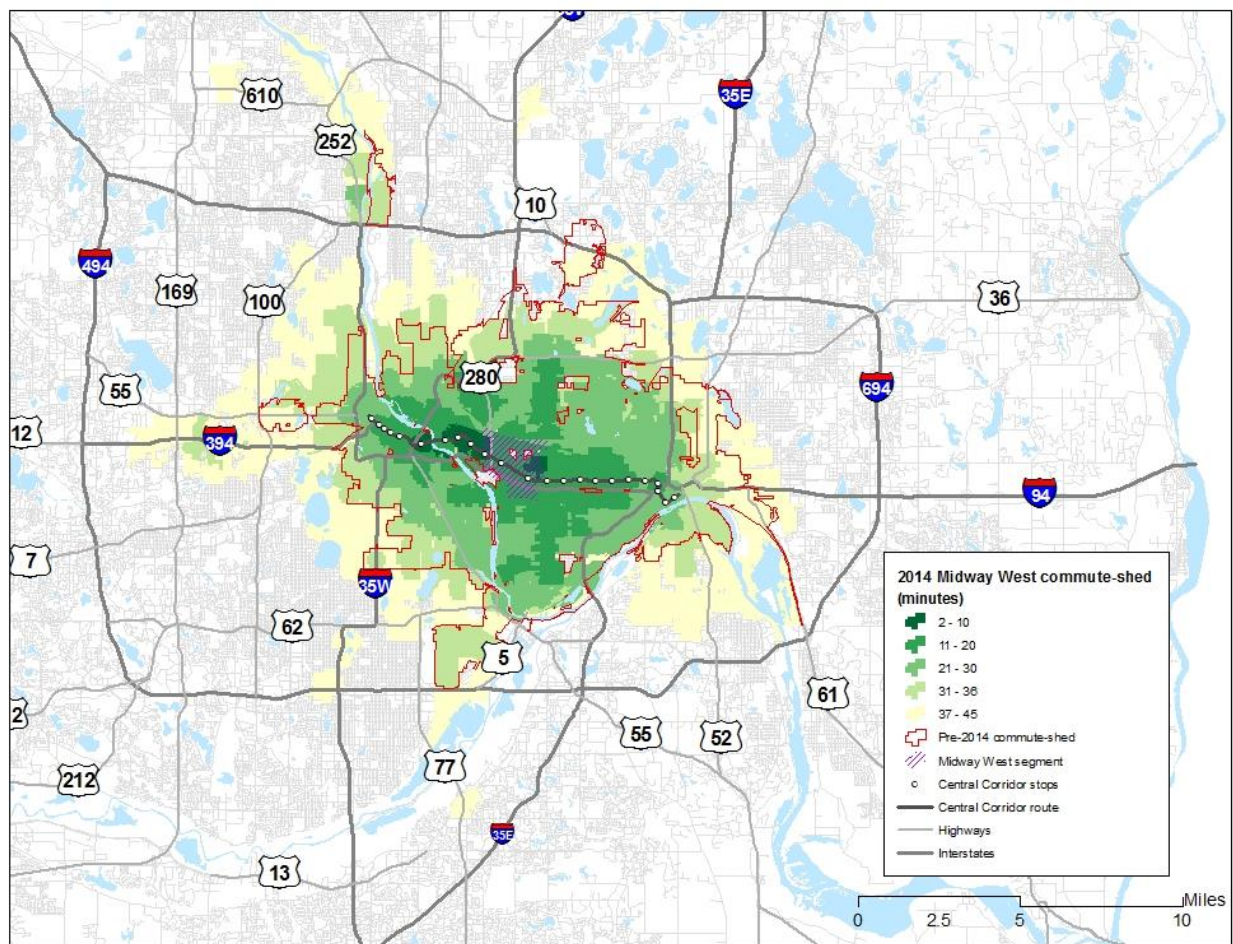 35E
610
252
10
494
169
100
36
280
55
694
12
394
94
7
35W
62
5
61
2
55
52
77
212
35E
13
2014 Midway West commute-shed
(minutes)
2 - 10
11 - 20
21 - 30
31 - 36
37 - 45
Pre-2014 commute-shed
Midway West segment
Central Corridor stops
Central Corridor route
Highways
Interstates
Miles
0 2.5 5 10